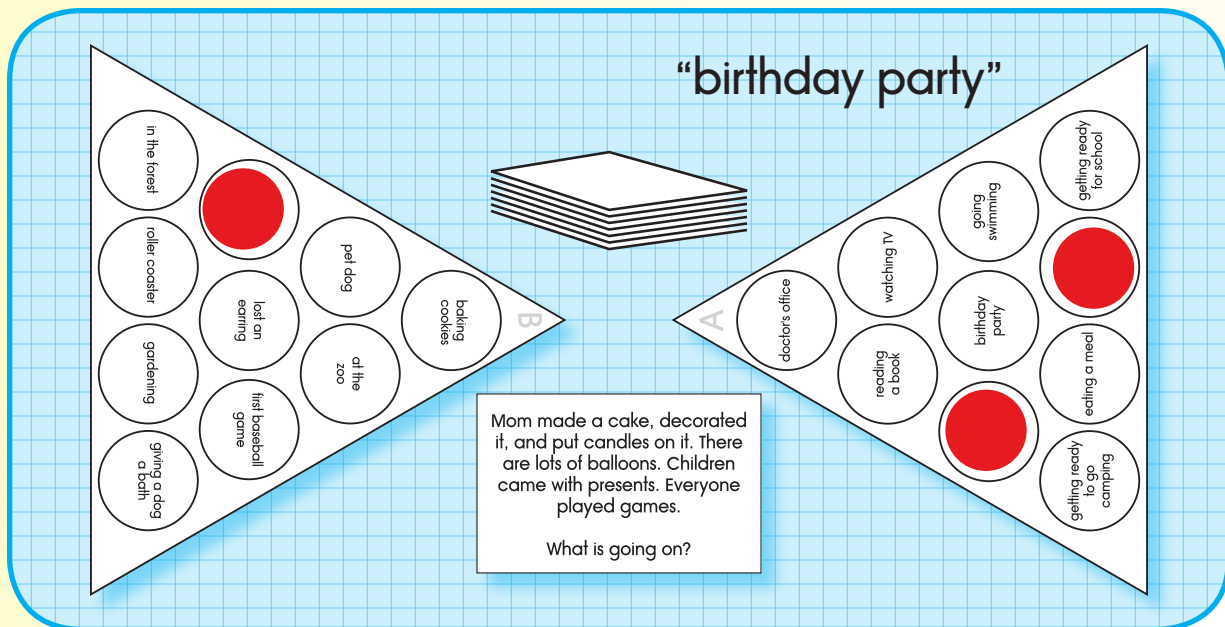 “birthday party”
in the forest
roller coaster
gardening
giving a dog
a bath
lost an
earring
first baseball
game
pet dog
at the
zoo
baking
cookies
B
A
doctor's office
watching TV
reading
a book
going
swimming
birthday
party
getting ready
for school
eating a meal
getting ready
to go
camping
Mom made a cake, decorated
it, and put candles on it. There
are lots of balloons. Children
came with presents. Everyone
played games.
What is going on?